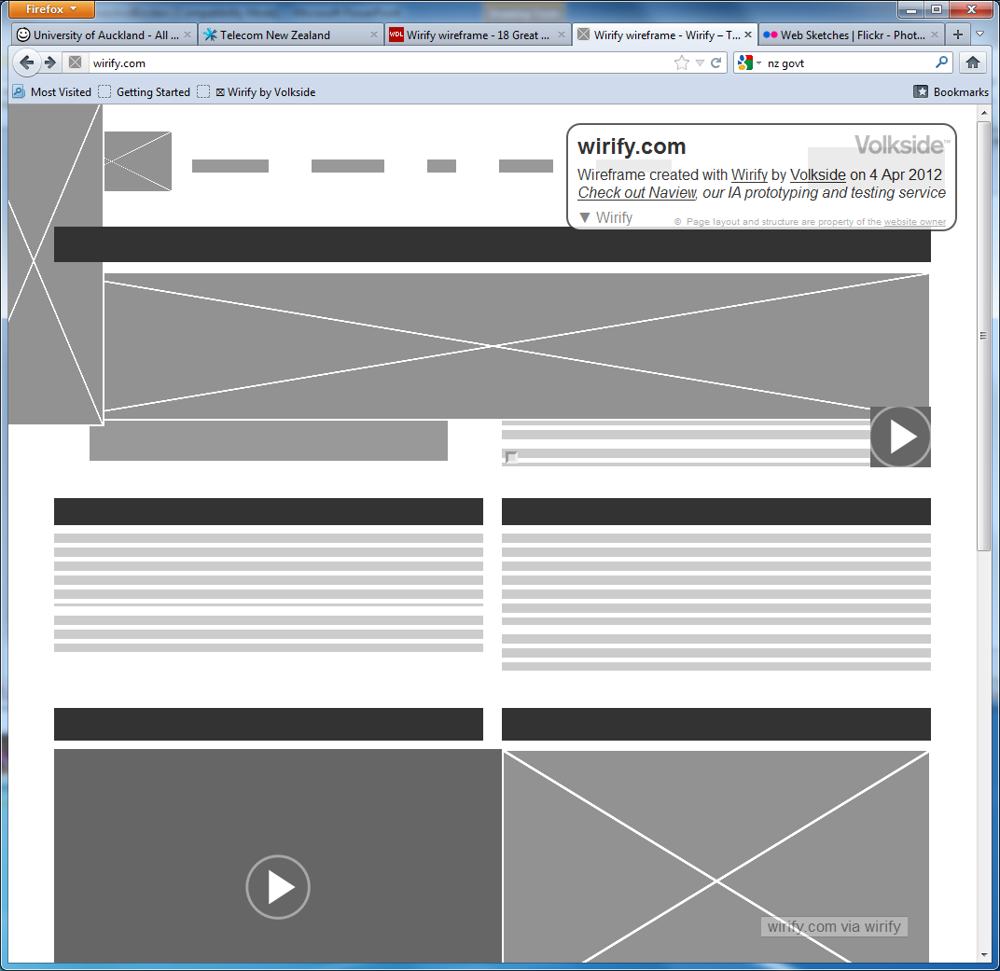 Firefox
University of Auckland - All ...
Telecom New Zealand
WDL Wirify wireframe - 18 Great ...
Wirify wireframe - Wirify – T...
Web Sketches | Flickr - Phot...
wirify.com
nz govt
Most Visited
Getting Started
Wirify by Volkside
Bookmarks
wirify.com
Volkside™
Wireframe created with Wirify by Volkside on 4 Apr 2012
Check out Naview, our IA prototyping and testing service
▼ Wirify
© Page layout and structure are property of the website owner
wirify.com via wirify